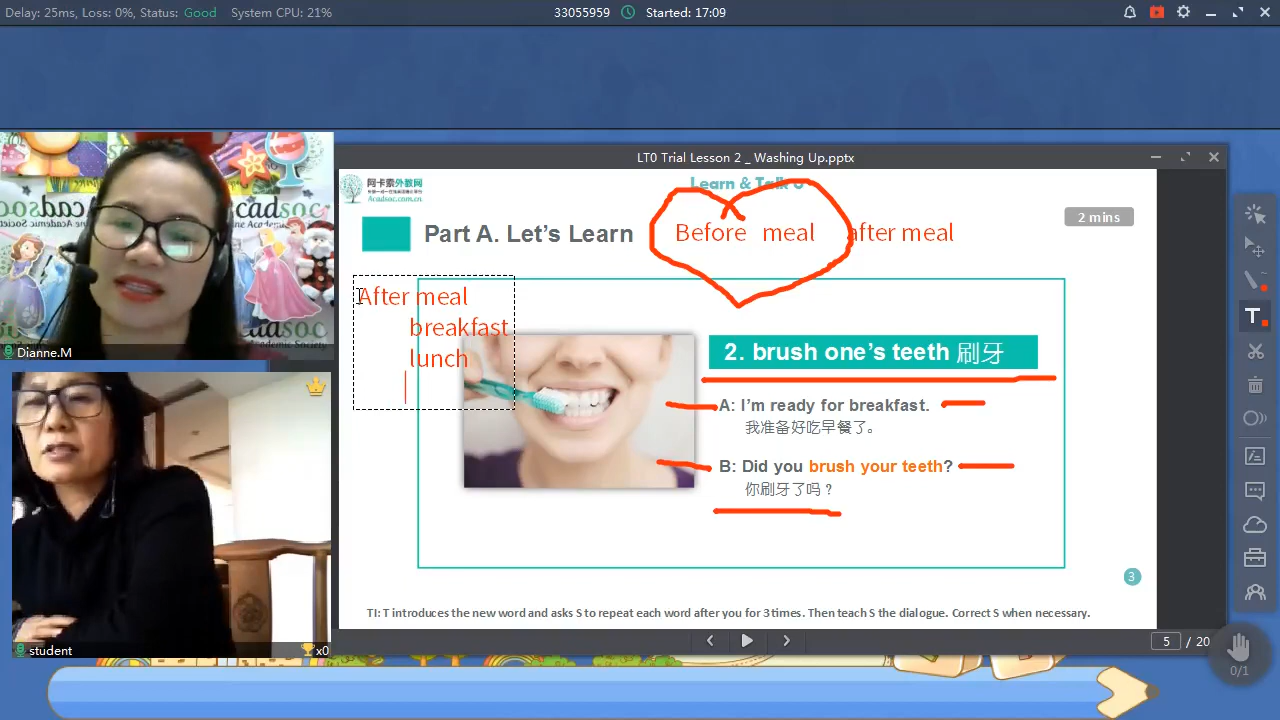 Delay: 25ms, Loss: 0%, Status: Good System CPU: 21%
33055959 Started: 17:09
LT0 Trial Lesson 2 _ Washing Up.pptx
阿卡索外教网
Acadsoc.com.cn
Learn & Talk 0
2 mins
Part A. Let's Learn
Before meal after meal
After meal
breakfast
lunch
2. brush one's teeth 刷牙
A: I'm ready for breakfast.
我准备好吃早餐了。
B: Did you brush your teeth?
你刷牙了吗？
cadsoc
Dianne.M
student
x0
3
TI: T introduces the new word and asks S to repeat each word after you for 3 times. Then teach S the dialogue. Correct S when necessary.
5 / 20
0/1